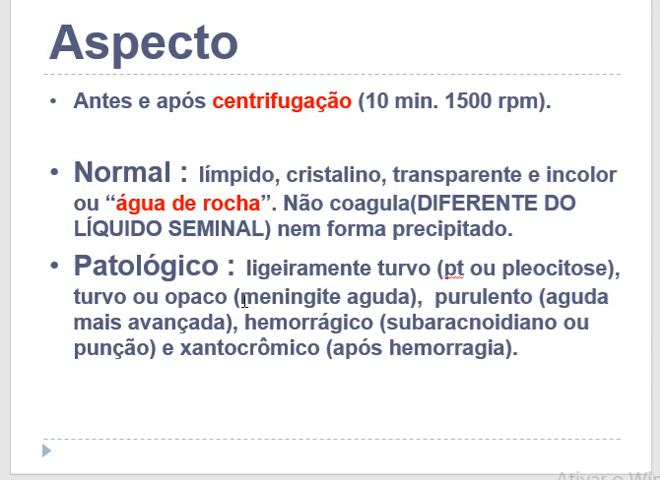 Aspecto
• Antes e após centrifugação (10 min. 1500 rpm).
• Normal : límpido, cristalino, transparente e incolor
ou “água de rocha”. Não coagula(DIFERENTE DO
LÍQUIDO SEMINAL) nem forma precipitado.
• Patológico : ligeiramente turvo (pt ou pleocitose),
turvo ou opaco (meningite aguda), purulento (aguda
mais avançada), hemorrágico (subaracnoidiano ou
punção) e xantocrômico (após hemorragia).